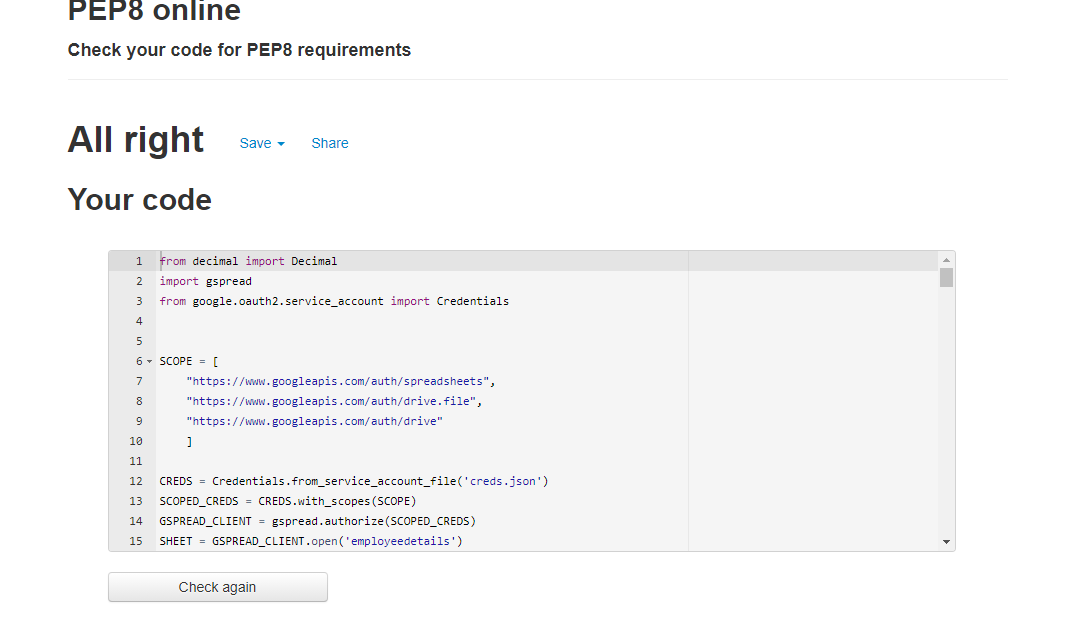 PEP8 online
Check your code for PEP8 requirements
All right Save Share
Your code
1 from decimal import Decimal
2 import gspread
3 from google.oauth2.service_account import Credentials
4
5
6 SCOPE = [
7 "https://www.googleapis.com/auth/spreadsheets",
8 "https://www.googleapis.com/auth/drive.file",
9 "https://www.googleapis.com/auth/drive"
10 ]
11
12 CREDS = Credentials.from_service_account_file('creds.json')
13 SCOPED_CREDS = CREDS.with_scopes(SCOPE)
14 GSPREAD_CLIENT = gspread.authorize(SCOPED_CREDS)
15 SHEET = GSPREAD_CLIENT.open('employeedetails')
Check again